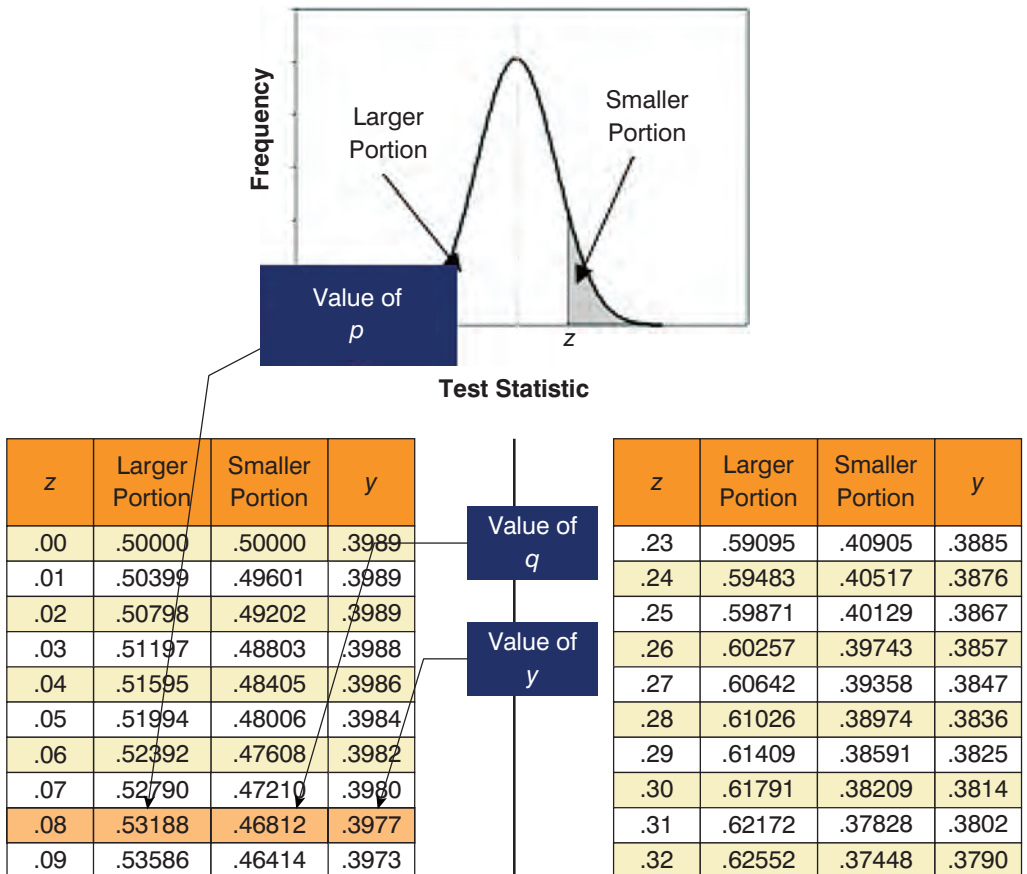 Frequency
Larger
Portion
Smaller
Portion
Value of
p
z
Test Statistic
z Larger Portion Smaller Portion y
.00 .50000 .50000 .3989
.01 .50399 .49601 .3989
.02 .50798 .49202 .3989
.03 .51197 .48803 .3988
.04 .51595 .48405 .3986
.05 .51994 .48006 .3984
.06 .52392 .47608 .3982
.07 .52790 .47210 .3980
.08 .53188 .46812 .3977
.09 .53586 .46414 .3973
Value of
q
Value of
y
z Larger Portion Smaller Portion y
.23 .59095 .40905 .3885
.24 .59483 .40517 .3876
.25 .59871 .40129 .3867
.26 .60257 .39743 .3857
.27 .60642 .39358 .3847
.28 .61026 .38974 .3836
.29 .61409 .38591 .3825
.30 .61791 .38209 .3814
.31 .62172 .37828 .3802
.32 .62552 .37448 .3790